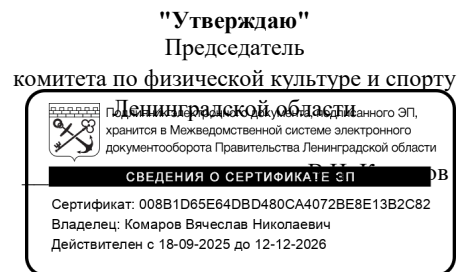 "Утверждаю"
Председатель
комитета по физической культуре и спорту
Ленинградской области
Подлинник электронного документа, подписанного ЭП,
хранится в Межведомственной системе электронного
документооборота Правительства Ленинградской области
СВЕДЕНИЯ О СЕРТИФИКАТЕ ЭП
Сертификат: 008B1D65E64DBD480CA4072BE8E13B2C82
Владелец: Комаров Вячеслав Николаевич
Действителен с 18-09-2025 до 12-12-2026